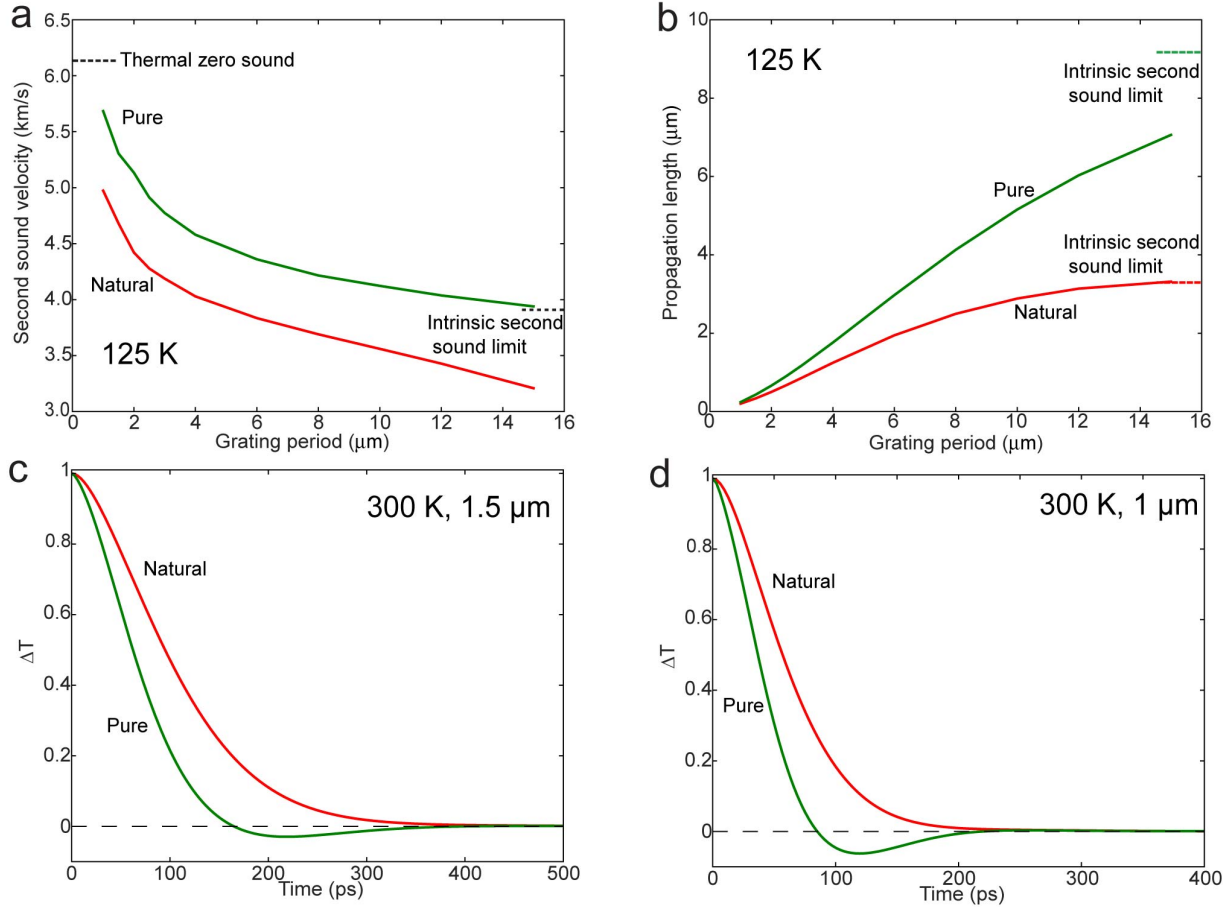 a
6.5
6.0
5.5
5.0
4.5
4.0
3.5
3.0
Second sound velocity (km/s)
Thermal zero sound
Pure
Natural
Intrinsic second
sound limit
125 K
2 4 6 8 10 12 14 16
Grating period (μm)
b
10
8
6
4
2
0
Propagation length (μm)
125 K
Intrinsic second
sound limit
Pure
Intrinsic second
sound limit
Natural
0 2 4 6 8 10 12 14 16
Grating period (μm)
c
1
0.8
0.6
0.4
0.2
0
ΔT
300 K, 1.5 μm
Natural
Pure
0 100 200 300 400 500
Time (ps)
d
1
0.8
0.6
0.4
0.2
0
ΔT
300 K, 1 μm
Natural
Pure
0 100 200 300 400
Time (ps)